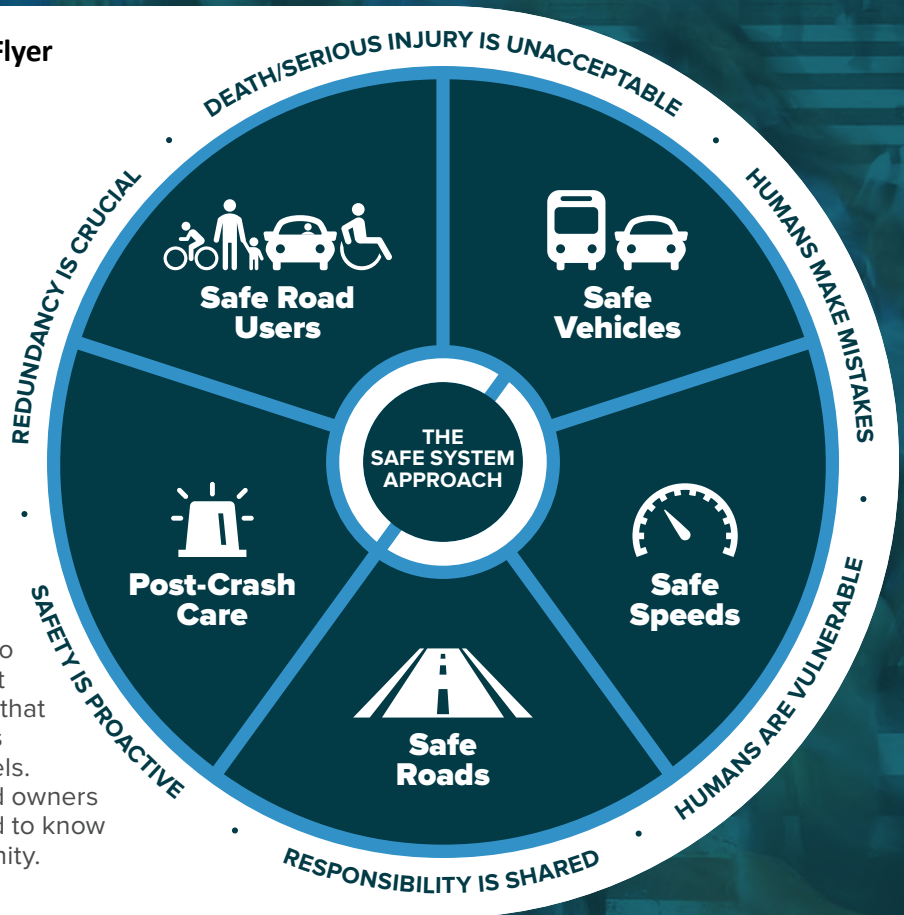 Flyer
DEATH/SERIOUS INJURY IS UNACCEPTABLE
HUMANS MAKE MISTAKES
HUMANS ARE VULNERABLE
RESPONSIBILITY IS SHARED
SAFETY IS PROACTIVE
REDUNDANCY IS CRUCIAL
Safe Road
Users
Safe
Vehicles
THE
SAFE SYSTEM
APPROACH
Post-Crash
Care
Safe
Speeds
Safe
Roads
that
owners
to know